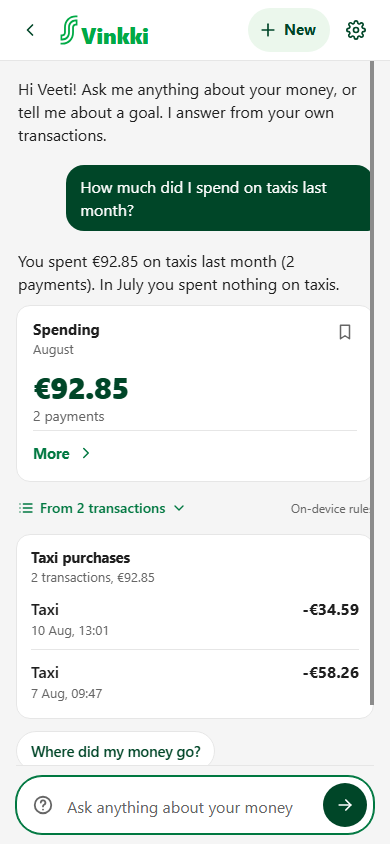 Vinkki
New
Hi Veeti! Ask me anything about your money, or
tell me about a goal. I answer from your own
transactions.
How much did I spend on taxis last
month?
You spent €92.85 on taxis last month (2
payments). In July you spent nothing on taxis.
Spending
August
€92.85
2 payments
More
From 2 transactions
On-device rule
Taxi purchases
2 transactions, €92.85
Taxi
-€34.59
10 Aug, 13:01
Taxi
-€58.26
7 Aug, 09:47
Where did my money go?
Ask anything about your money